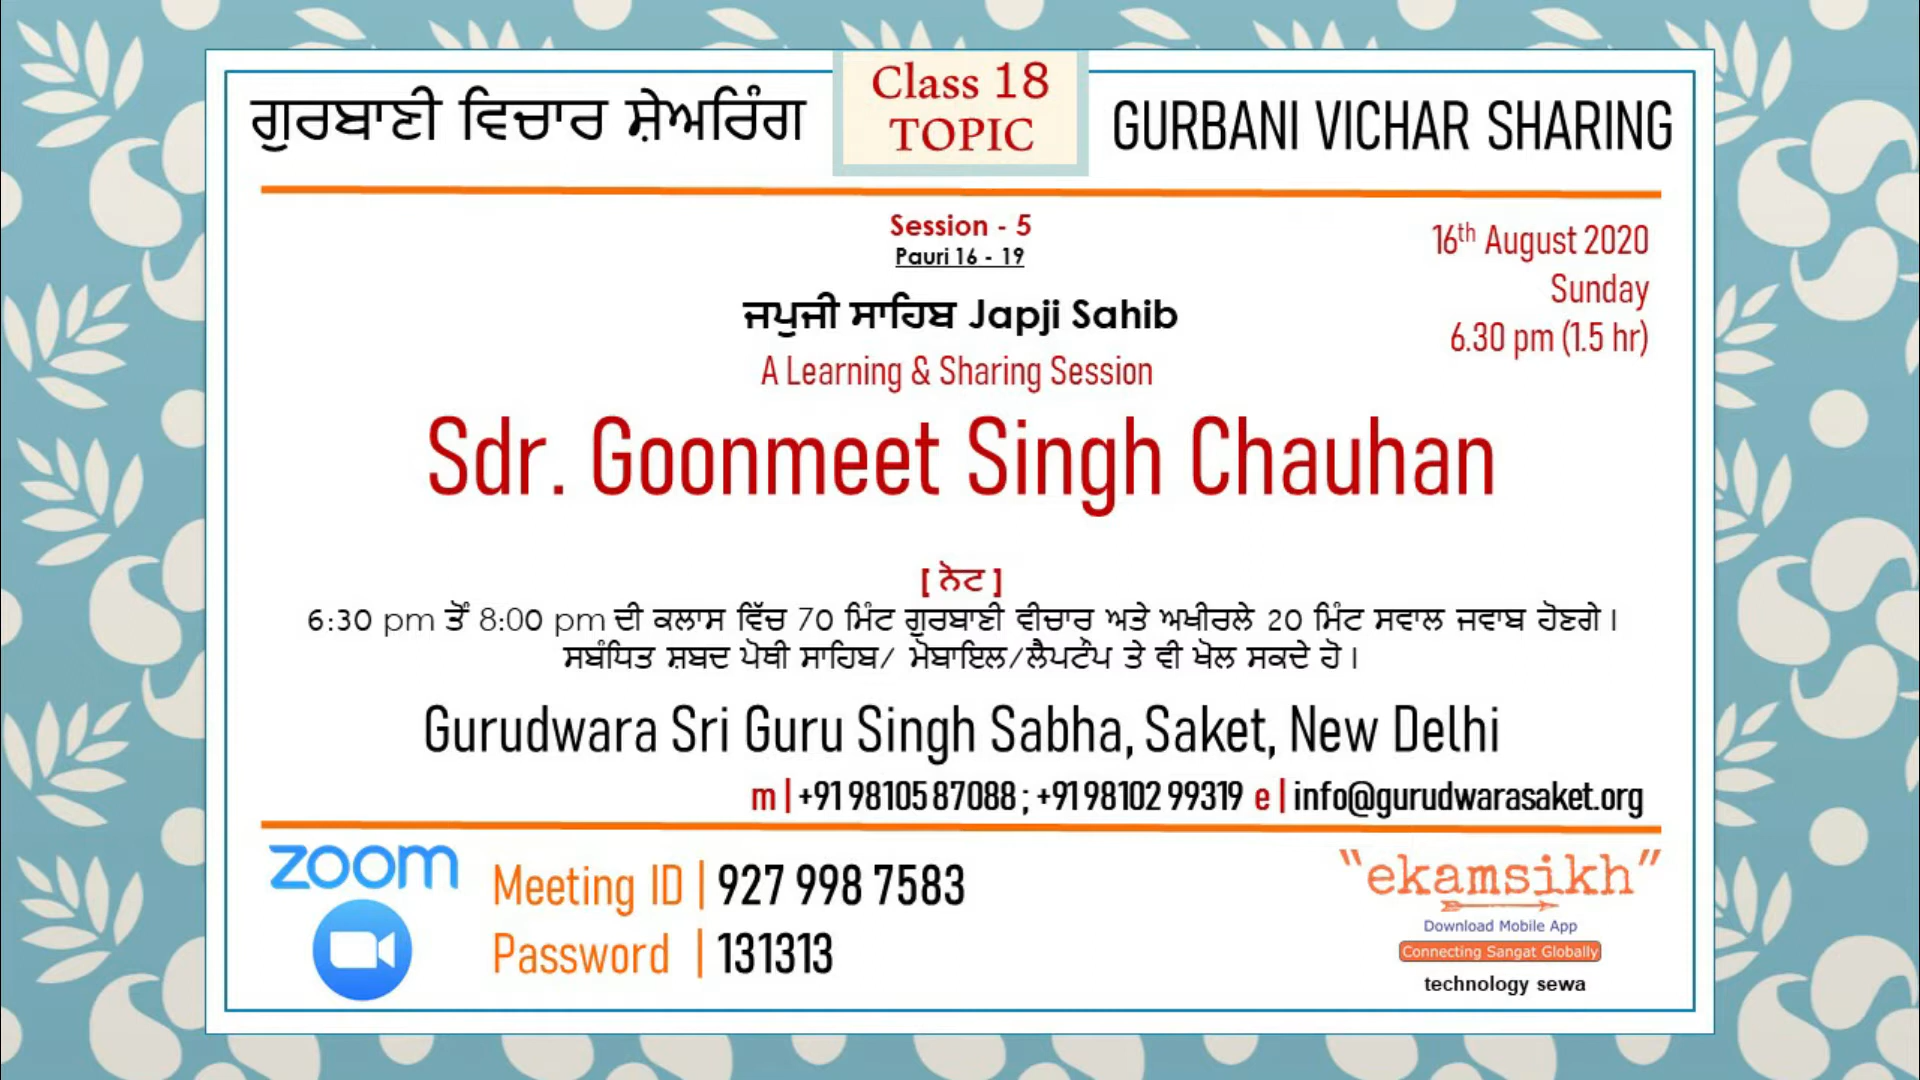 ਗੁਰਬਾਣੀ ਵਿਚਾਰ ਸ਼ੇਅਰਿੰਗ
Class 18
TOPIC
GURBANI VICHAR SHARING
Session - 5
Pauri 16 - 19
16th August 2020
Sunday
6.30 pm (1.5 hr)
ਜਪੁਜੀ ਸਾਹਿਬ Japji Sahib
A Learning & Sharing Session
Sdr. Goonmeet Singh Chauhan
[ ਨੋਟ ]
6:30 pm ਤੋਂ 8:00 pm ਦੀ ਕਲਾਸ ਵਿੱਚ 70 ਮਿੰਟ ਗੁਰਬਾਣੀ ਵੀਚਾਰੁ ਅਤੇ ਅਖੀਰਲੇ 20 ਮਿੰਟ ਸਵਾਲ ਜਵਾਬ ਹੋਣਗੇ ।
ਸਬੰਧਿਤ ਸ਼ਬਦ ਪੋਥੀ ਸਾਹਿਬ/ ਮੋਬਾਇਲ/ਲੈਪਟੌਪ ਤੇ ਵੀ ਖੋਲ ਸਕਦੇ ਹੋ ।
Gurudwara Sri Guru Singh Sabha, Saket, New Delhi
m | +91 98105 87088 ; +91 98102 99319 e | info@gurudwarasaket.org
zoom
Meeting ID | 927 998 7583
Password | 131313
"ekamsikh"
Download Mobile App
Connecting Sangat Globally
technology sewa